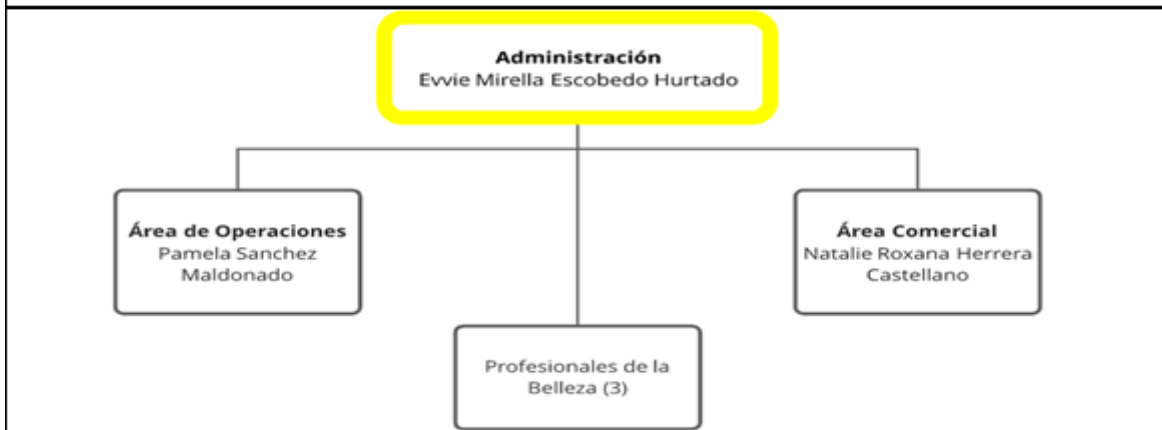 Administración
Evvie Mirella Escobedo Hurtado
Área de Operaciones
Pamela Sanchez
Maldonado
Área Comercial
Natalie Roxana Herrera
Castellano
Profesionales de la
Belleza (3)